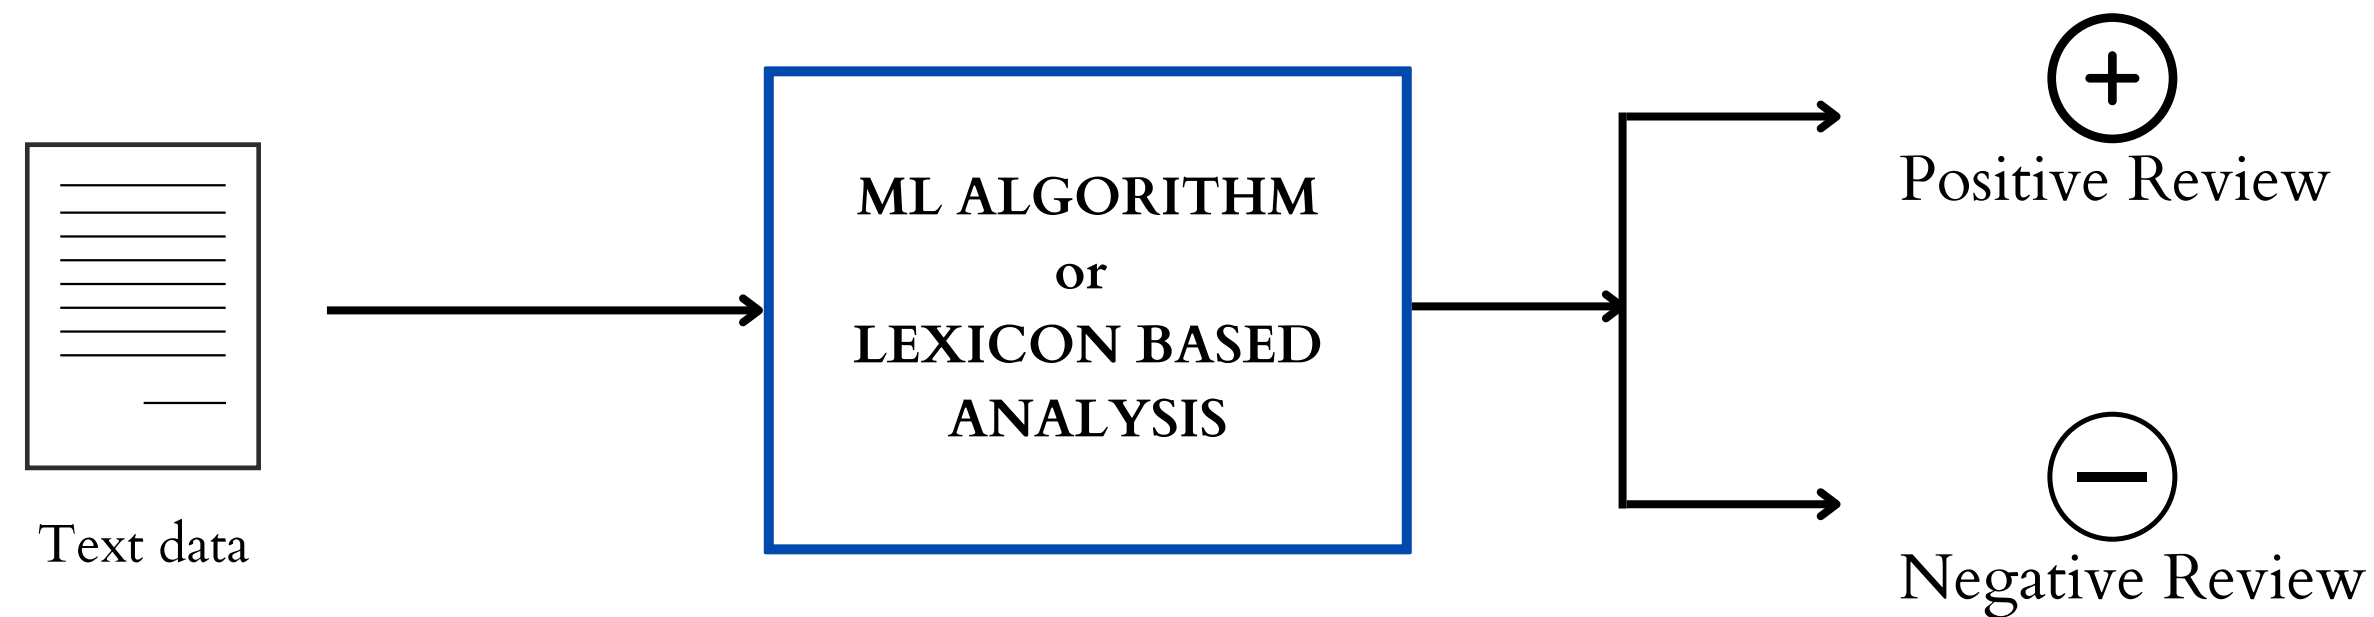 Text data
ML ALGORITHM
or
LEXICON BASED
ANALYSIS
Positive Review
Negative Review